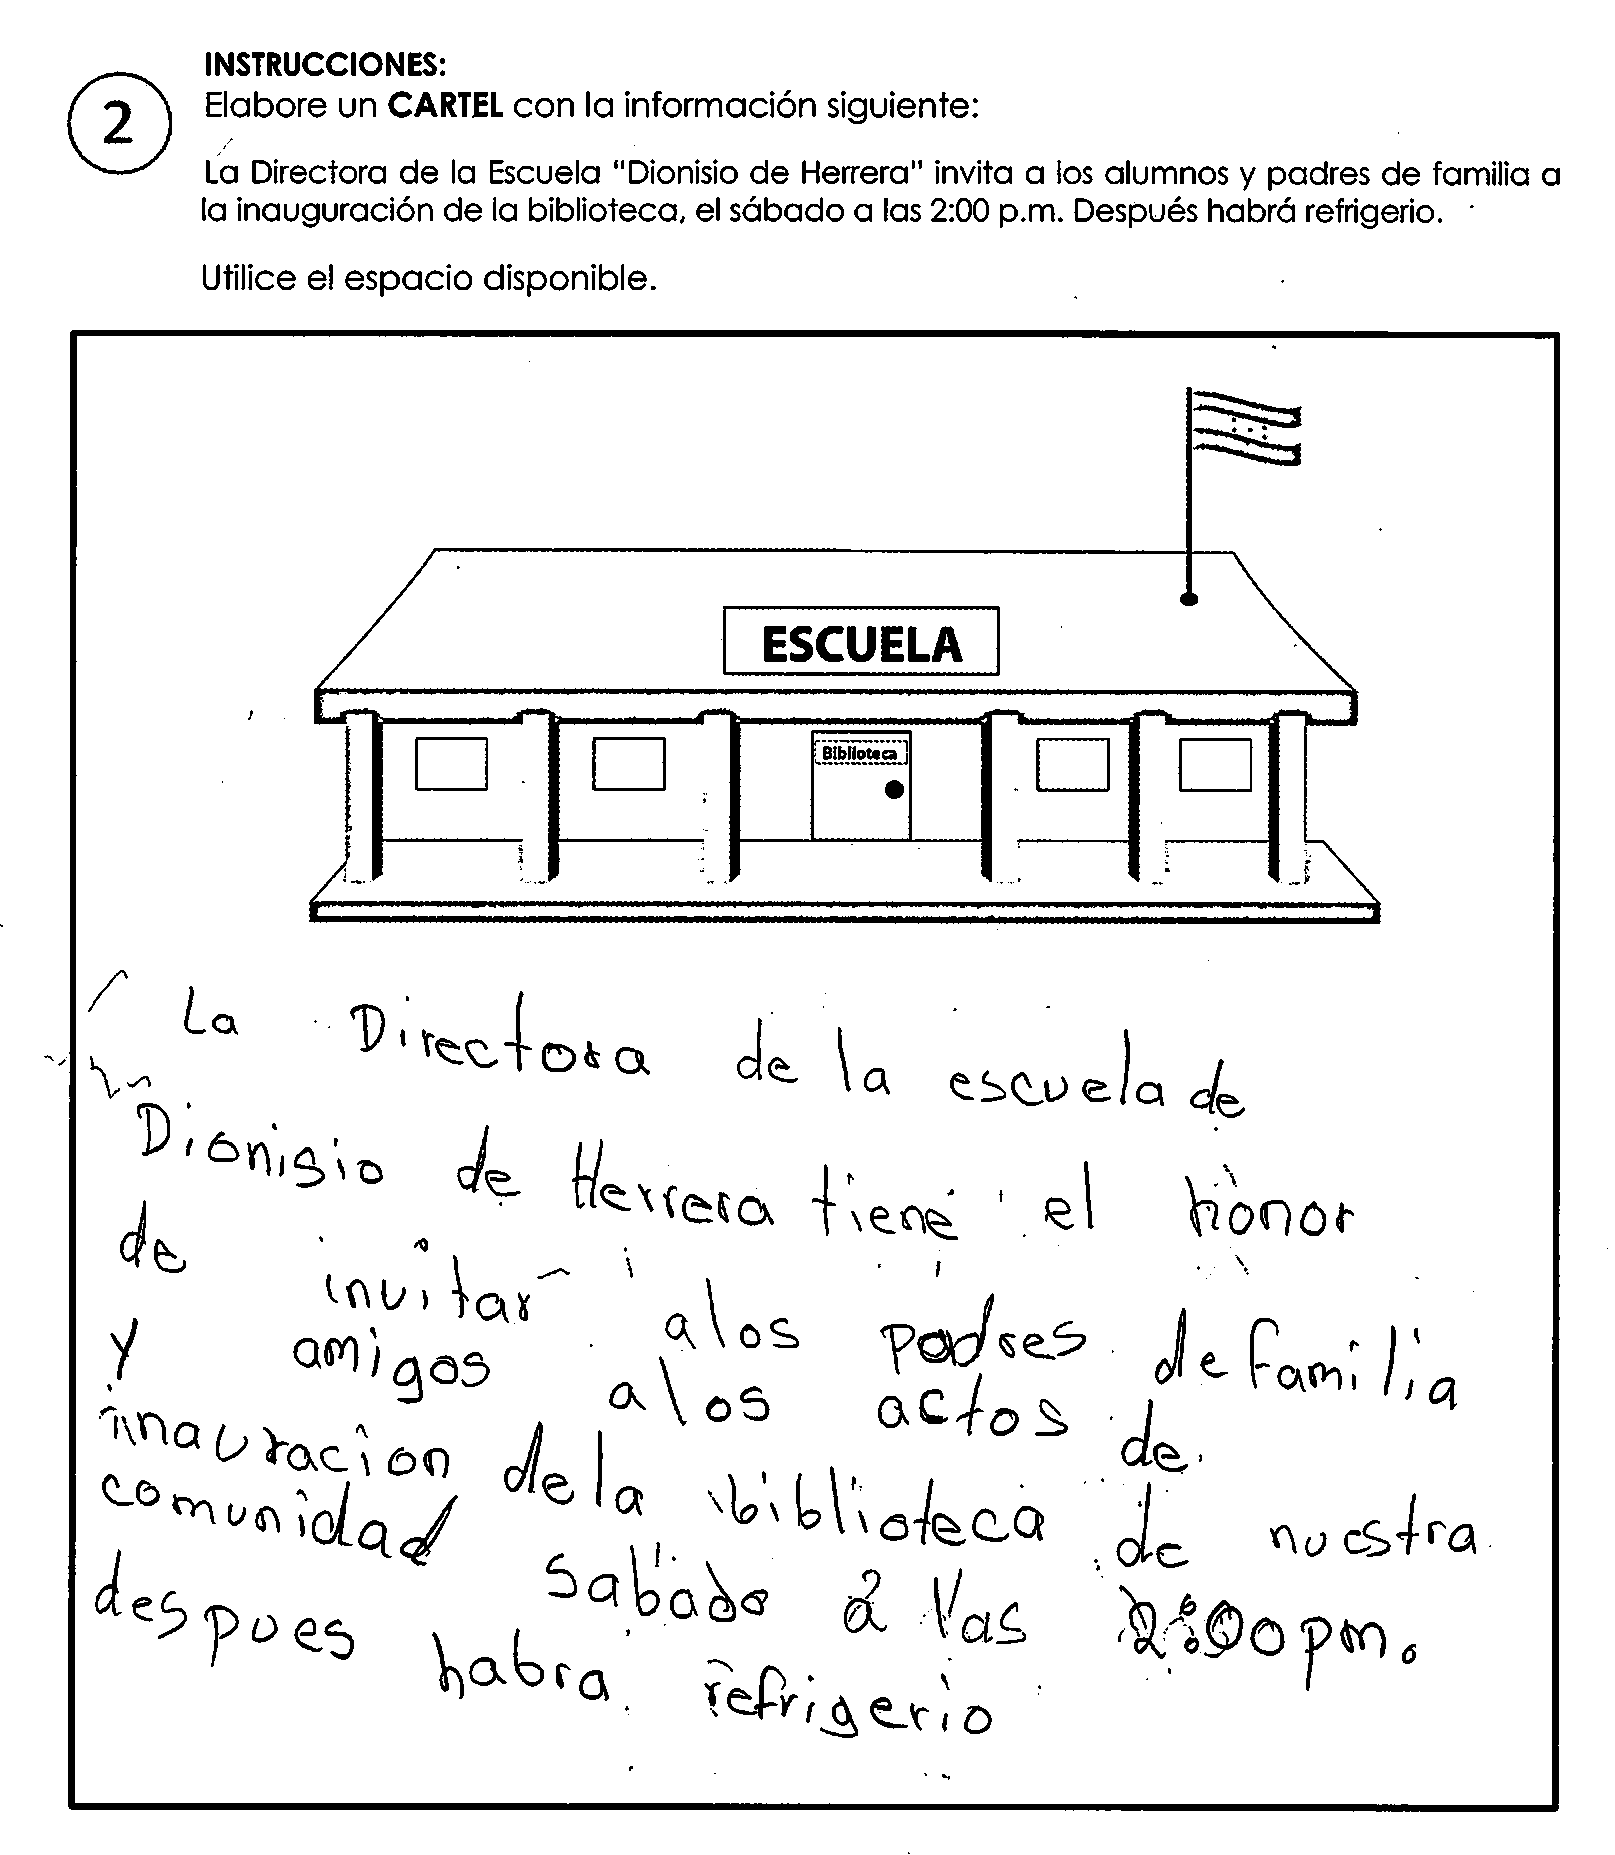 INSTRUCCIONES:
2
Elabore un CARTEL con la información siguiente:
La Directora de la Escuela "Dionisio de Herrera" invita a los alumnos y padres de familia a
la inauguración de la biblioteca, el sábado a las 2:00 p.m. Después habrá refrigerio.
Utilice el espacio disponible.
ESCUELA
Biblioteca
La Directora de la escuela de
Dionisio de Herrera tiene el honor
de invitar alos padres de familia
y amigos alos actos de
inauracion dela biblioteca de nuestra
comunidad sabado a las 2:00 pm.
despues habra refrigerio